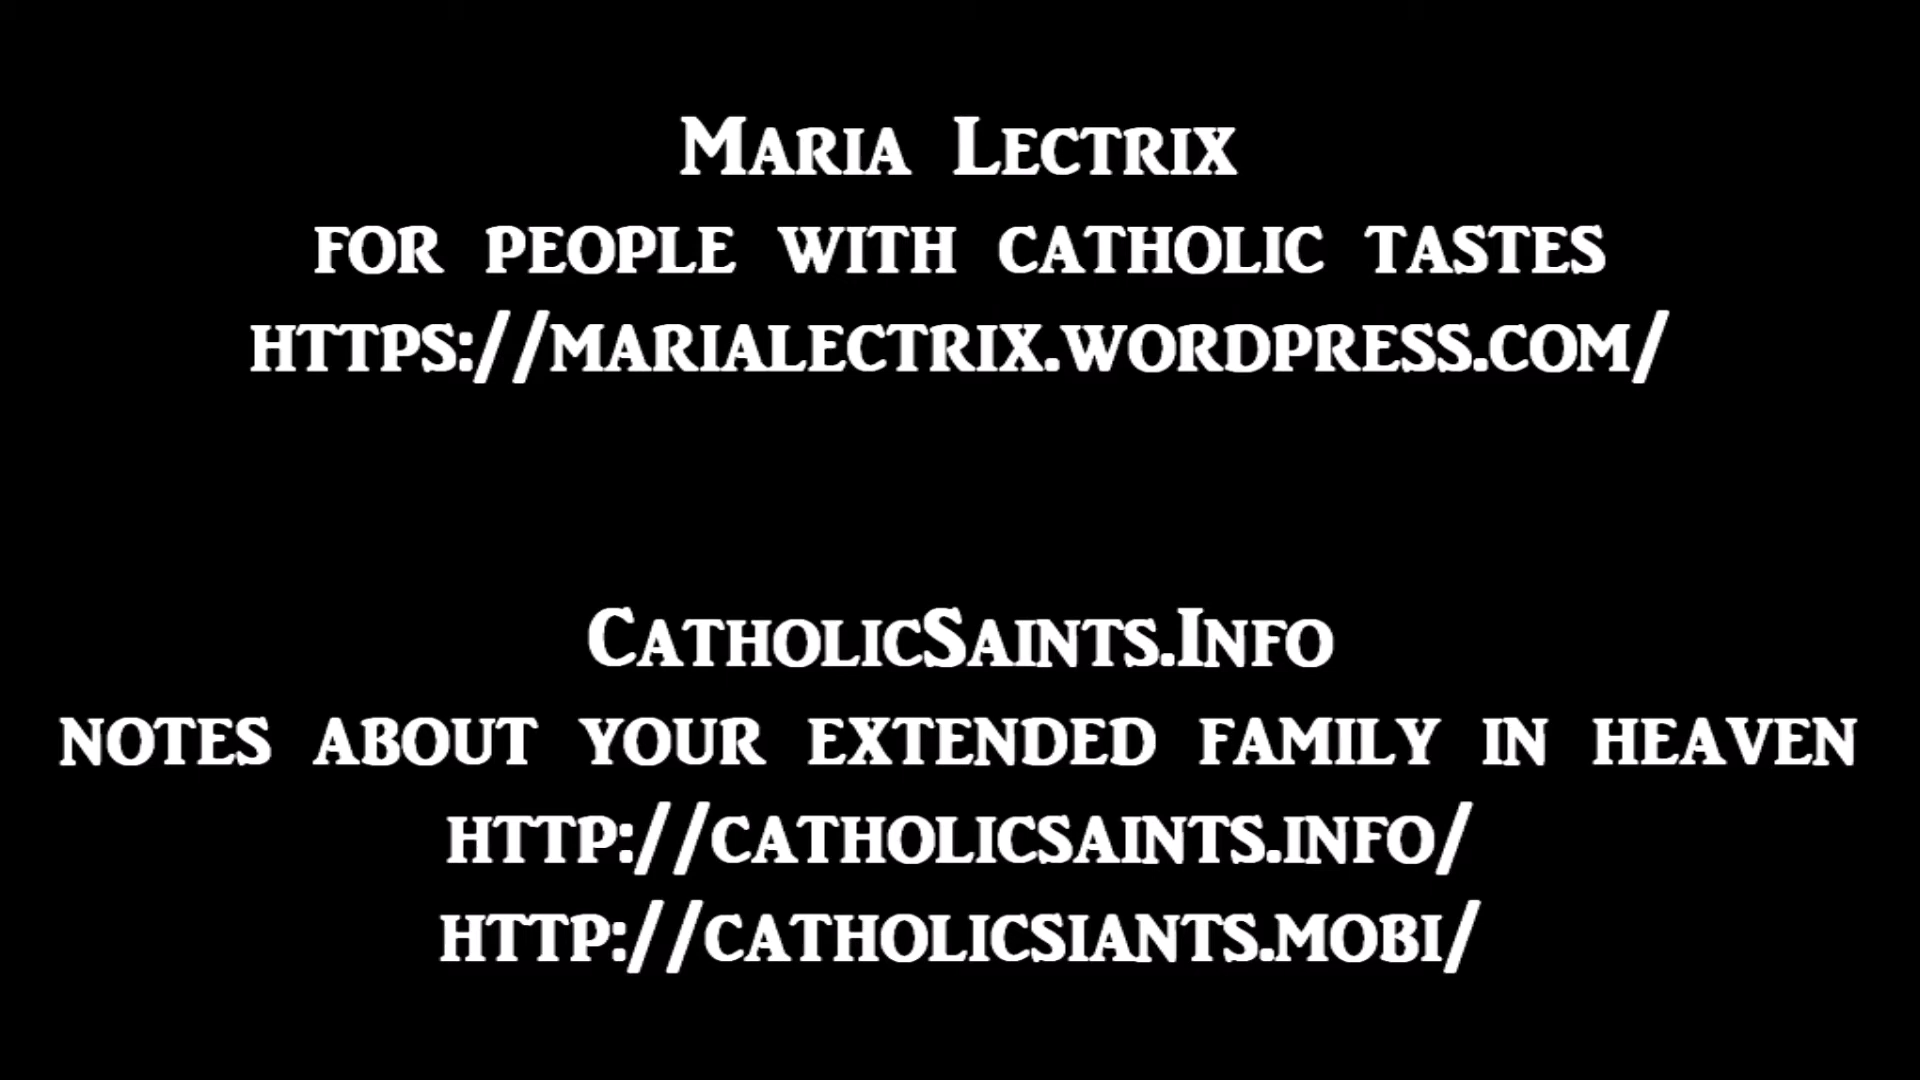 Maria Lectrix
for people with catholic tastes
https://marialectrix.wordpress.com/
CatholicSaints.Info
notes about your extended family in heaven
http://catholicsaints.info/
http://catholicsiants.mobi/